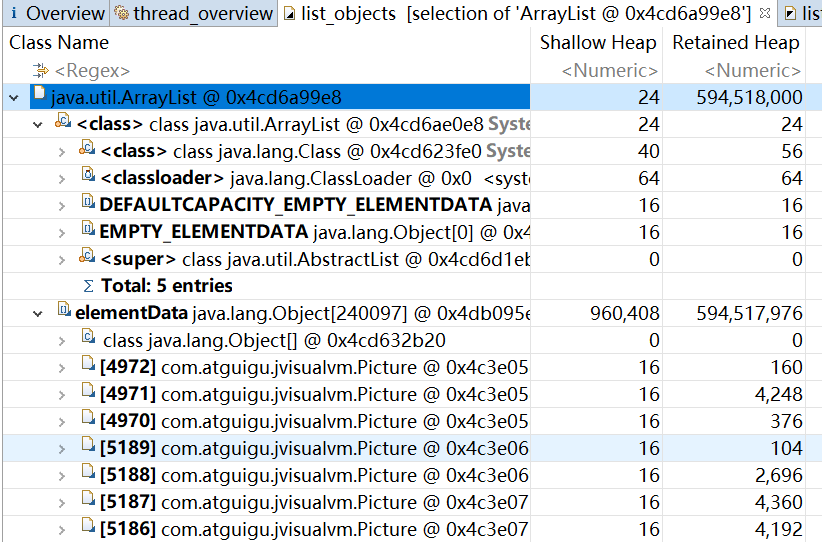 i Overview thread_overview list_objects [selection of 'ArrayList @ 0x4cd6a99e8'] list
Class Name Shallow Heap Retained Heap
<Regex> <Numeric> <Numeric>
java.util.ArrayList @ 0x4cd6a99e8 24 594,518,000
<class> class java.util.ArrayList @ 0x4cd6ae0e8 Syste 24 24
<class> class java.lang.Class @ 0x4cd623fe0 Syste 40 56
<classloader> java.lang.ClassLoader @ 0x0 <syst 64 64
DEFAULTCAPACITY_EMPTY_ELEMENTDATA java 16 16
EMPTY_ELEMENTDATA java.lang.Object[0] @ 0x4 16 16
<super> class java.util.AbstractList @ 0x4cd6d1eb 0 0
Σ Total: 5 entries
elementData java.lang.Object[240097] @ 0x4db095e 960,408 594,517,976
class java.lang.Object[] @ 0x4cd632b20 0 0
[4972] com.atguigu.jvisualvm.Picture @ 0x4c3e05 16 160
[4971] com.atguigu.jvisualvm.Picture @ 0x4c3e05 16 4,248
[4970] com.atguigu.jvisualvm.Picture @ 0x4c3e05 16 376
[5189] com.atguigu.jvisualvm.Picture @ 0x4c3e06 16 104
[5188] com.atguigu.jvisualvm.Picture @ 0x4c3e06 16 2,696
[5187] com.atguigu.jvisualvm.Picture @ 0x4c3e07 16 4,360
[5186] com.atguigu.jvisualvm.Picture @ 0x4c3e07 16 4,192